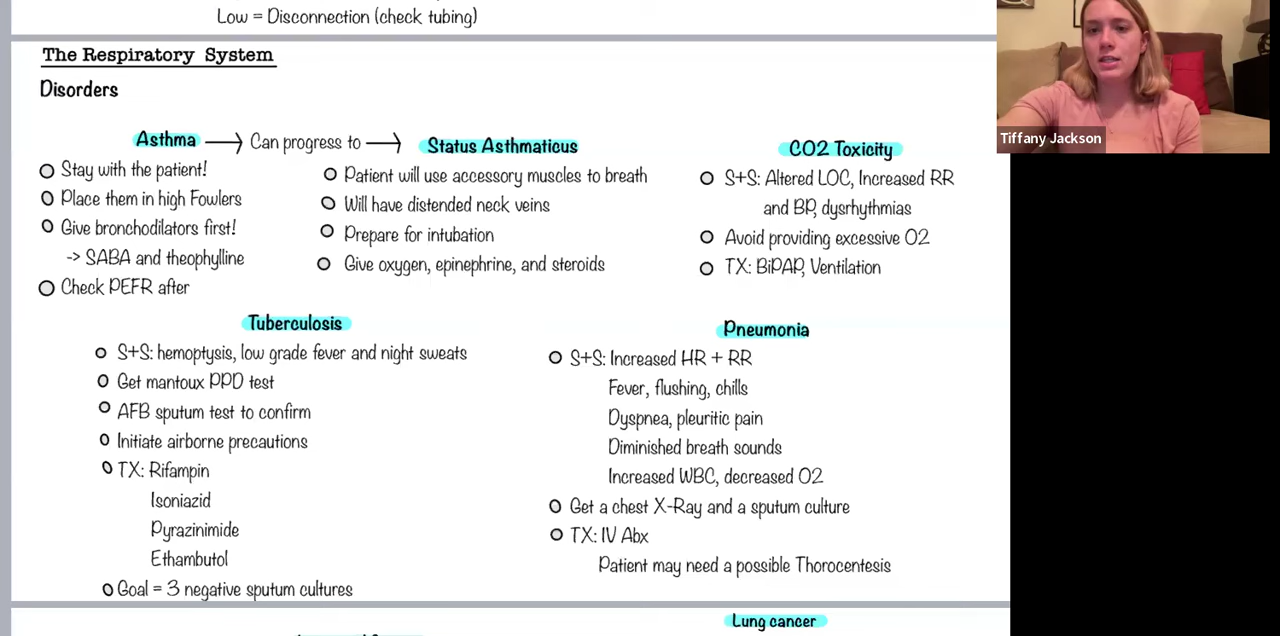 Low = Disconnection (check tubing)
The Respiratory System
Disorders
Asthma → Can progress to → Status Asthmaticus
Stay with the patient!
Place them in high Fowlers
Give bronchodilators first!
-> SABA and theophylline
Check PEFR after
Patient will use accessory muscles to breath
Will have distended neck veins
Prepare for intubation
Give oxygen, epinephrine, and steroids
CO2 Toxicity
S+S: Altered LOC, Increased RR
and BP, dysrhythmias
Avoid providing excessive O2
TX: BiPAP, Ventilation
Tuberculosis
S+S: hemoptysis, low grade fever and night sweats
Get mantoux PPD test
AFB sputum test to confirm
Initiate airborne precautions
TX: Rifampin
Isoniazid
Pyrazinimide
Ethambutol
Goal = 3 negative sputum cultures
Pneumonia
S+S: Increased HR + RR
Fever, flushing, chills
Dyspnea, pleuritic pain
Diminished breath sounds
Increased WBC, decreased O2
Get a chest X-Ray and a sputum culture
TX: IV Abx
Patient may need a possible Thorocentesis
Lung cancer
Tiffany Jackson